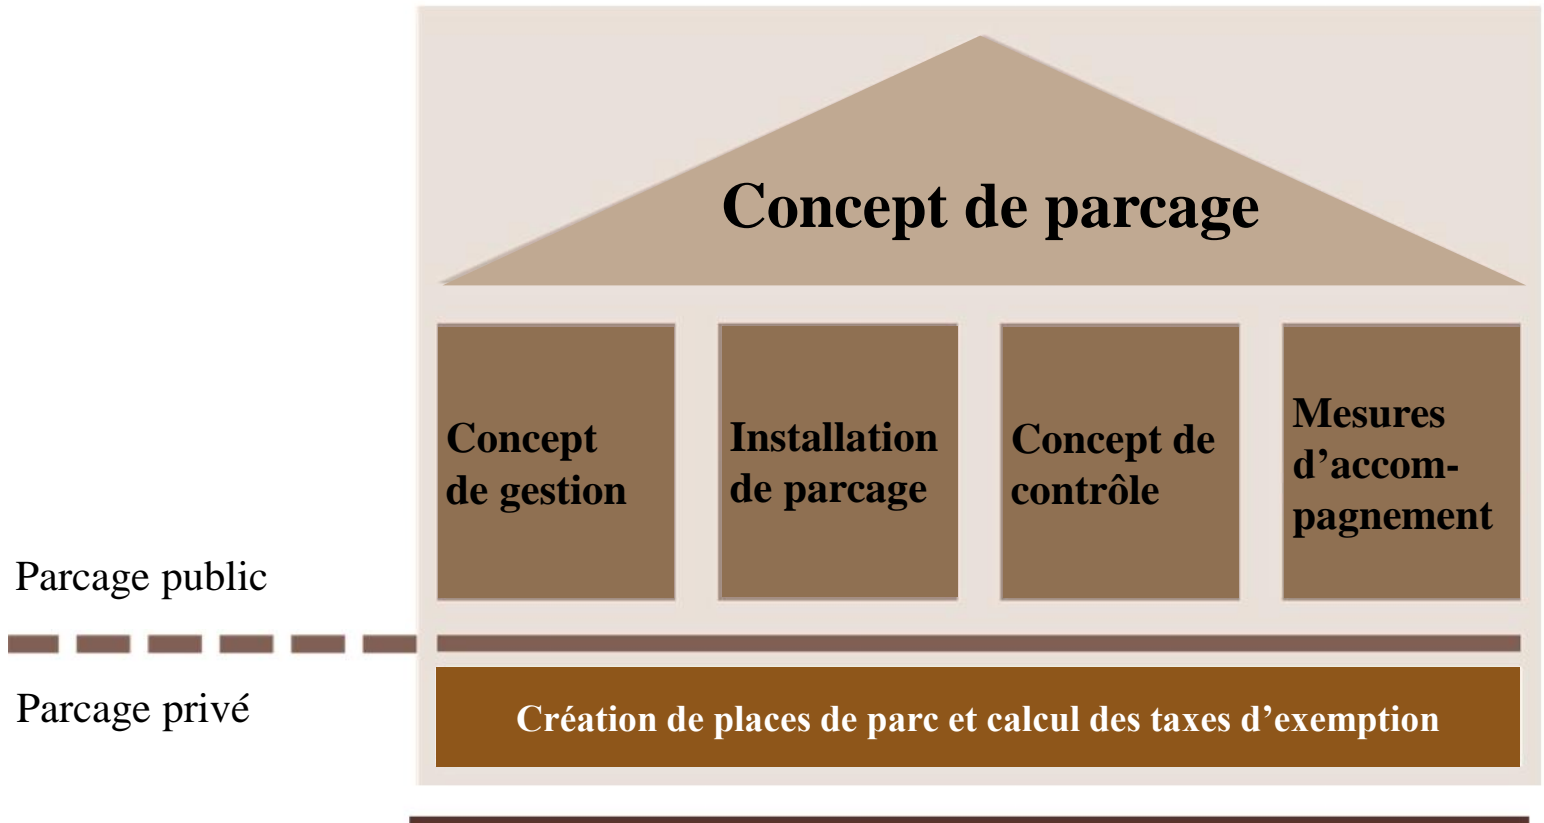 Concept de parcage
Concept
de gestion
Installation
de parcage
Concept de
contrôle
Mesures
d’accom-
pagnement
Parcage public
Parcage privé
Création de places de parc et calcul des taxes d’exemption